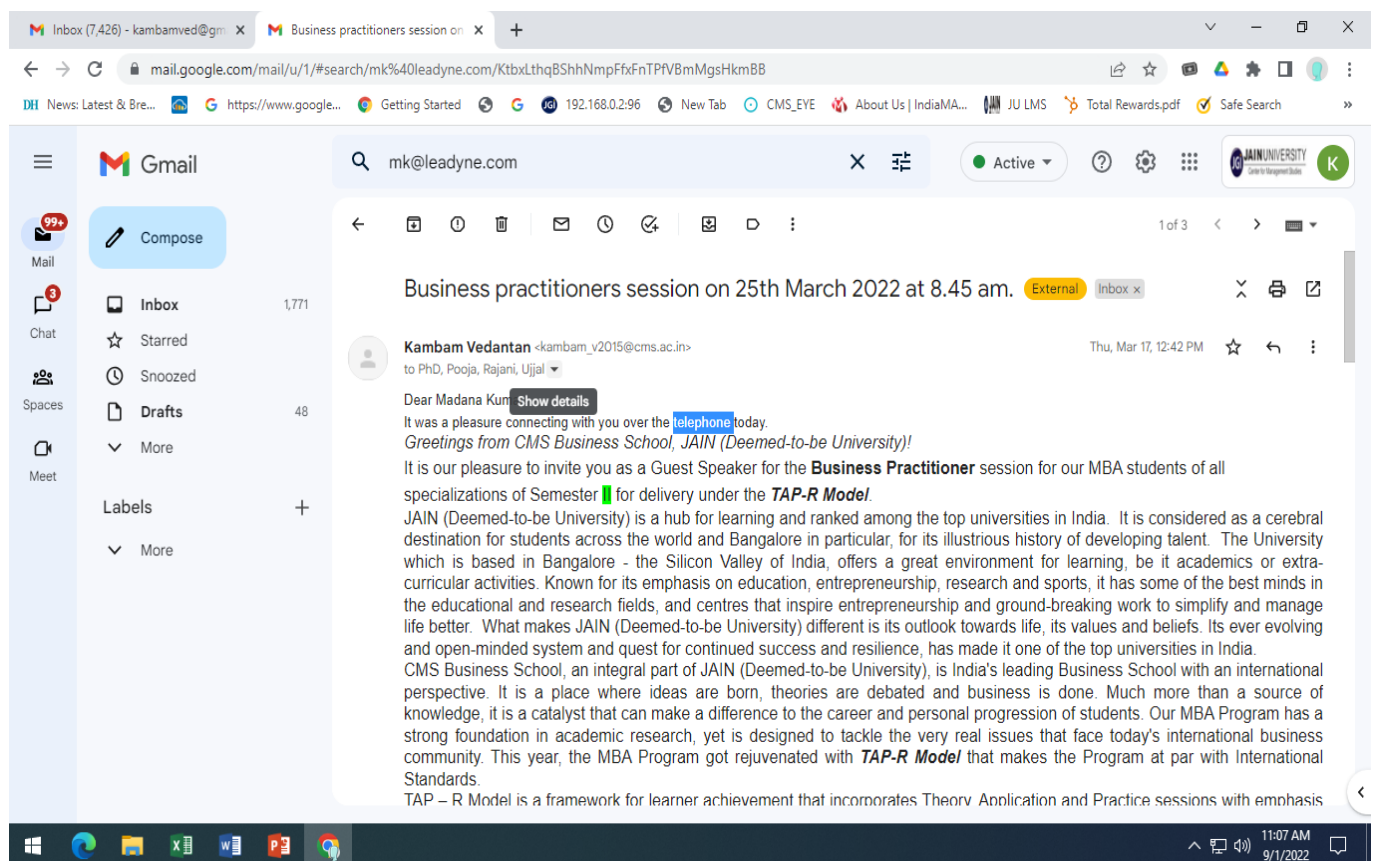 Inbox (7,426) - kambamved@gm
Business practitioners session on
mail.google.com/mail/u/1/#search/mk%40leadyne.com/KtbxLthqBShhNmpFfxFnTPfVBmMgsHkmBB
DH News: Latest & Bre... https://www.google... Getting Started 192.168.0.2:96 New Tab CMS_EYE About Us | IndiaMA... JU LMS Total Rewards.pdf Safe Search »
Gmail
mk@leadyne.com
Active
JGI JAIN UNIVERSITY
Center for Management Studies
K
99+
Mail
3
Chat
Spaces
Meet
Compose
Inbox 1,771
Starred
Snoozed
Drafts 48
More
Labels
More
1 of 3
Business practitioners session on 25th March 2022 at 8.45 am. External Inbox x
Kambam Vedantan <kambam_v2015@cms.ac.in> Thu, Mar 17, 12:42 PM
to PhD, Pooja, Rajani, Ujjal
Show details
Dear Madana Kum
It was a pleasure connecting with you over the telephone today.
Greetings from CMS Business School, JAIN (Deemed-to-be University)!
It is our pleasure to invite you as a Guest Speaker for the Business Practitioner session for our MBA students of all
specializations of Semester II for delivery under the TAP-R Model.
JAIN (Deemed-to-be University) is a hub for learning and ranked among the top universities in India. It is considered as a cerebral
destination for students across the world and Bangalore in particular, for its illustrious history of developing talent. The University
which is based in Bangalore - the Silicon Valley of India, offers a great environment for learning, be it academics or extra-
curricular activities. Known for its emphasis on education, entrepreneurship, research and sports, it has some of the best minds in
the educational and research fields, and centres that inspire entrepreneurship and ground-breaking work to simplify and manage
life better. What makes JAIN (Deemed-to-be University) different is its outlook towards life, its values and beliefs. Its ever evolving
and open-minded system and quest for continued success and resilience, has made it one of the top universities in India.
CMS Business School, an integral part of JAIN (Deemed-to-be University), is India's leading Business School with an international
perspective. It is a place where ideas are born, theories are debated and business is done. Much more than a source of
knowledge, it is a catalyst that can make a difference to the career and personal progression of students. Our MBA Program has a
strong foundation in academic research, yet is designed to tackle the very real issues that face today's international business
community. This year, the MBA Program got rejuvenated with TAP-R Model that makes the Program at par with International
Standards.
TAP – R Model is a framework for learner achievement that incorporates Theory, Application and Practice sessions with emphasis
11:07 AM
9/1/2022